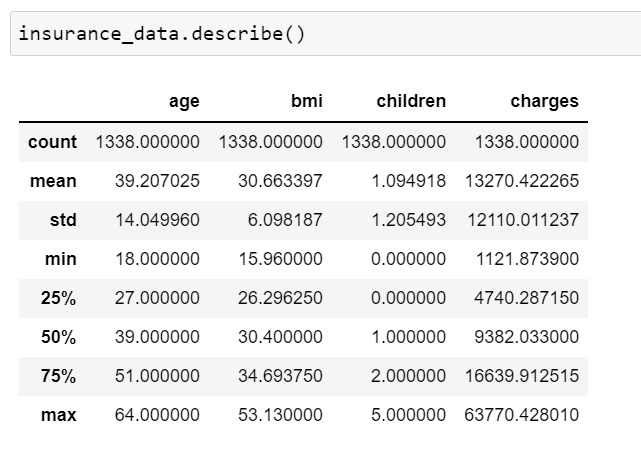 insurance_data.describe()
age bmi children charges
count 1338.000000 1338.000000 1338.000000 1338.000000
mean 39.207025 30.663397 1.094918 13270.422265
std 14.049960 6.098187 1.205493 12110.011237
min 18.000000 15.960000 0.000000 1121.873900
25% 27.000000 26.296250 0.000000 4740.287150
50% 39.000000 30.400000 1.000000 9382.033000
75% 51.000000 34.693750 2.000000 16639.912515
max 64.000000 53.130000 5.000000 63770.428010